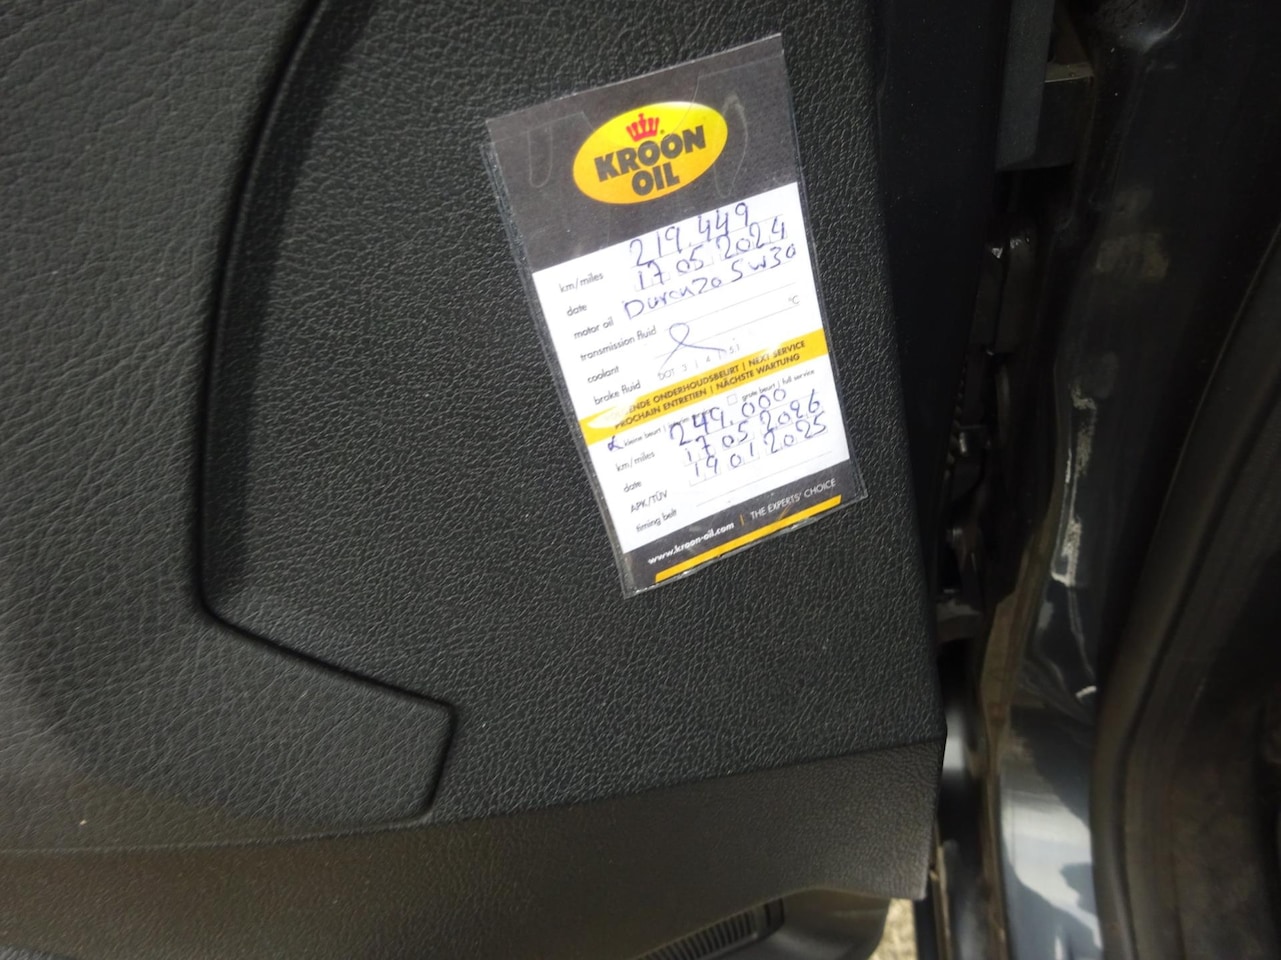 KROON
OIL
km/miles 219.449
date 17 05 2024
motor oil Duranza 5w30
transmission fluid °C
coolant
brake fluid DOT 3 | 4 | 5.1
ENDE ONDERHOUDSBEURT | NEXT SERVICE
PROCHAIN ENTRETIEN | NÄCHSTE WARTUNG
kleine beurt | grote beurt | full service
km/miles 249.000
date 17 05 2026
APK/TÜV 19 01 2025
timing belt
www.kroon-oil.com | THE EXPERTS' CHOICE